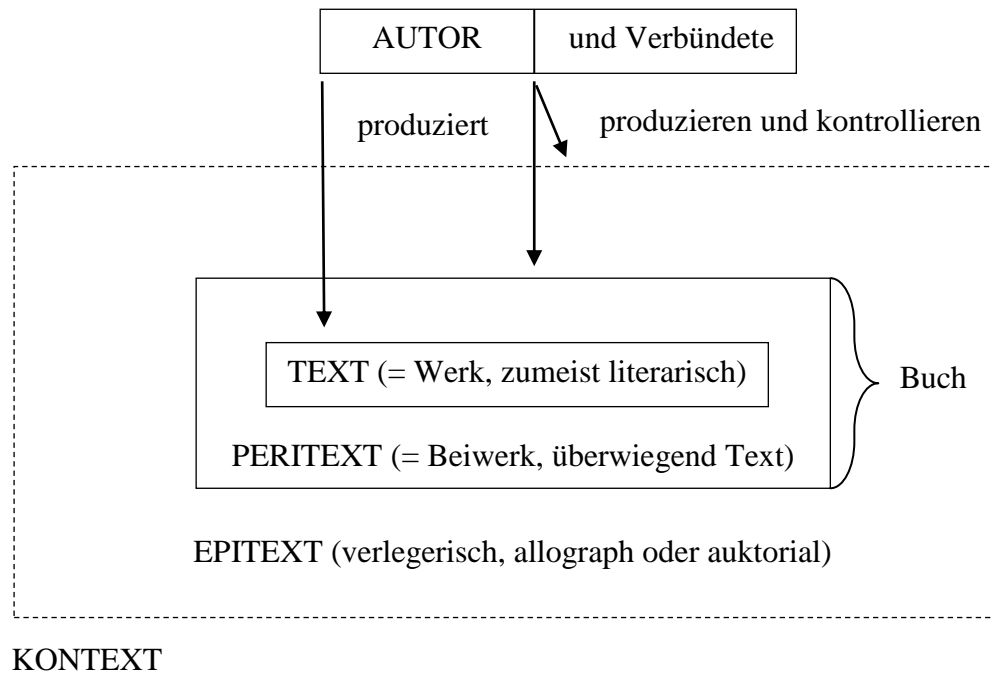 AUTOR und Verbündete
produziert
produzieren und kontrollieren
TEXT (= Werk, zumeist literarisch)
Buch
PERITEXT (= Beiwerk, überwiegend Text)
EPITEXT (verlegerisch, allograph oder auktorial)
KONTEXT